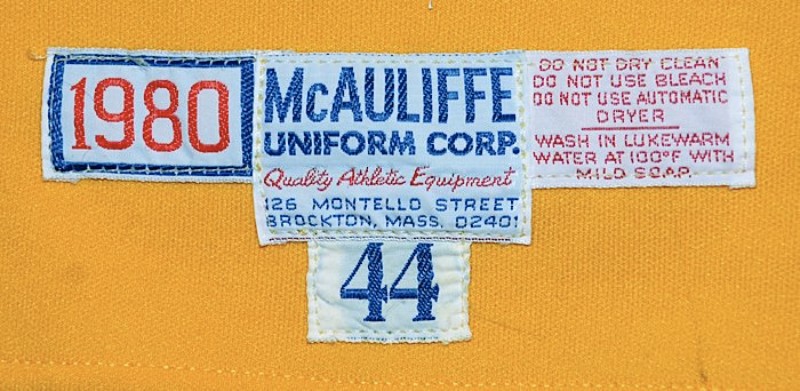 1980
McAULIFFE
UNIFORM CORP.
Quality Athletic Equipment
126 MONTELLO STREET
BROCKTON, MASS. 02401
44
DO NOT DRY CLEAN
DO NOT USE BLEACH
DO NOT USE AUTOMATIC
DRYER
WASH IN LUKEWARM
WATER AT 100°F WITH
MILD SOAP.